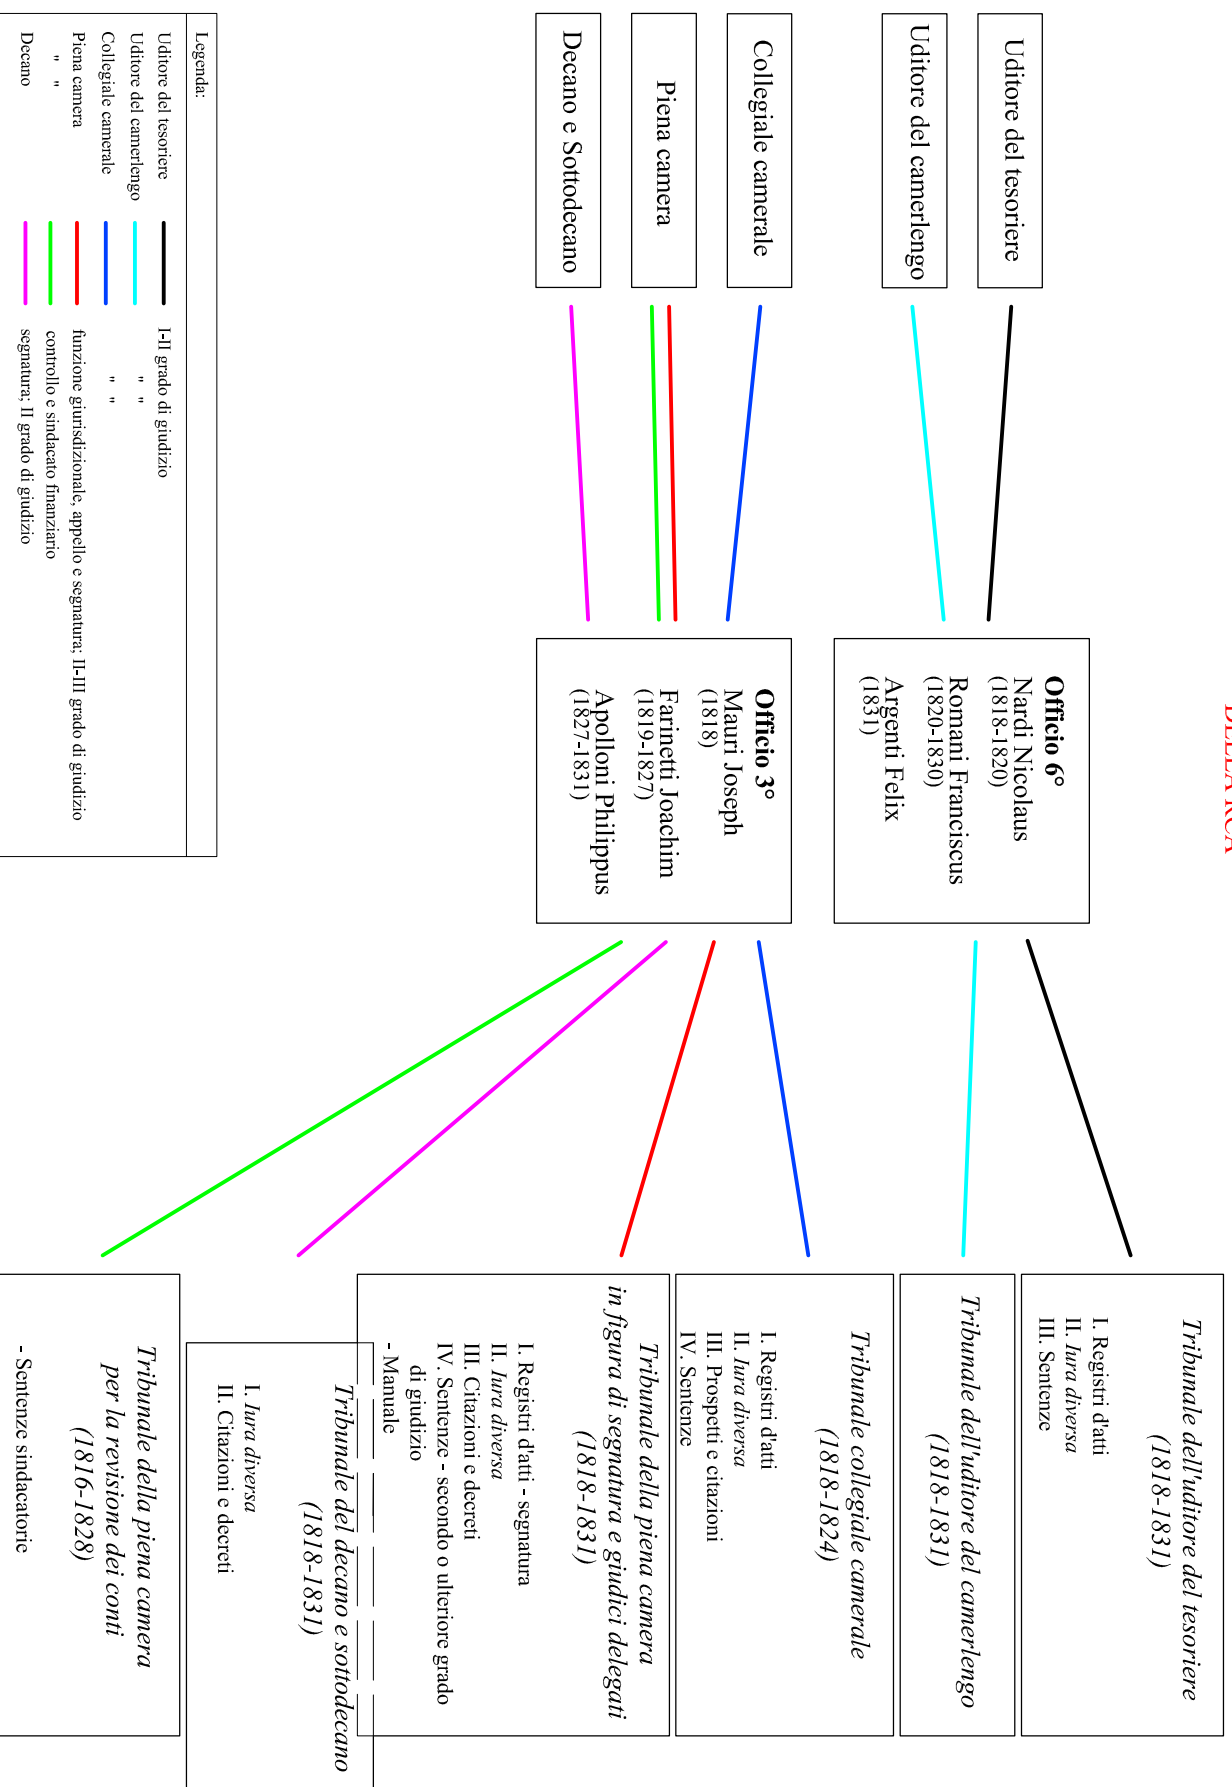 DELLA RCA
Uditore del tesoriere
Uditore del camerlengo
Collegiale camerale
Piena camera
Decano e Sottodecano
Officio 6°
Nardi Nicolaus
(1818-1820)
Romani Franciscus
(1820-1830)
Argenti Felix
(1831)
Officio 3°
Mauri Joseph
(1818)
Farinetti Joachim
(1819-1827)
Apolloni Philippus
(1827-1831)
Tribunale dell'uditore del tesoriere
(1818-1831)
I. Registri d'atti
II. Iura diversa
III. Sentenze
Tribunale dell'uditore del camerlengo
(1818-1831)
Tribunale collegiale camerale
(1818-1824)
I. Registri d'atti
II. Iura diversa
III. Prospetti e citazioni
IV. Sentenze
Tribunale della piena camera
in figura di segnatura e giudici delegati
(1818-1831)
I. Registri d'atti - segnatura
II. Iura diversa
III. Citazioni e decreti
IV. Sentenze - secondo o ulteriore grado
di giudizio
- Manuale
Tribunale del decano e sottodecano
(1818-1831)
I. Iura diversa
II. Citazioni e decreti
Tribunale della piena camera
per la revisione dei conti
(1816-1828)
- Sentenze sindacatorie
Legenda:
Uditore del tesoriere I-II grado di giudizio
Uditore del camerlengo " "
Collegiale camerale " "
Piena camera funzione giurisdizionale, appello e segnatura; II-III grado di giudizio
" " controllo e sindacato finanziario
Decano segnatura; II grado di giudizio